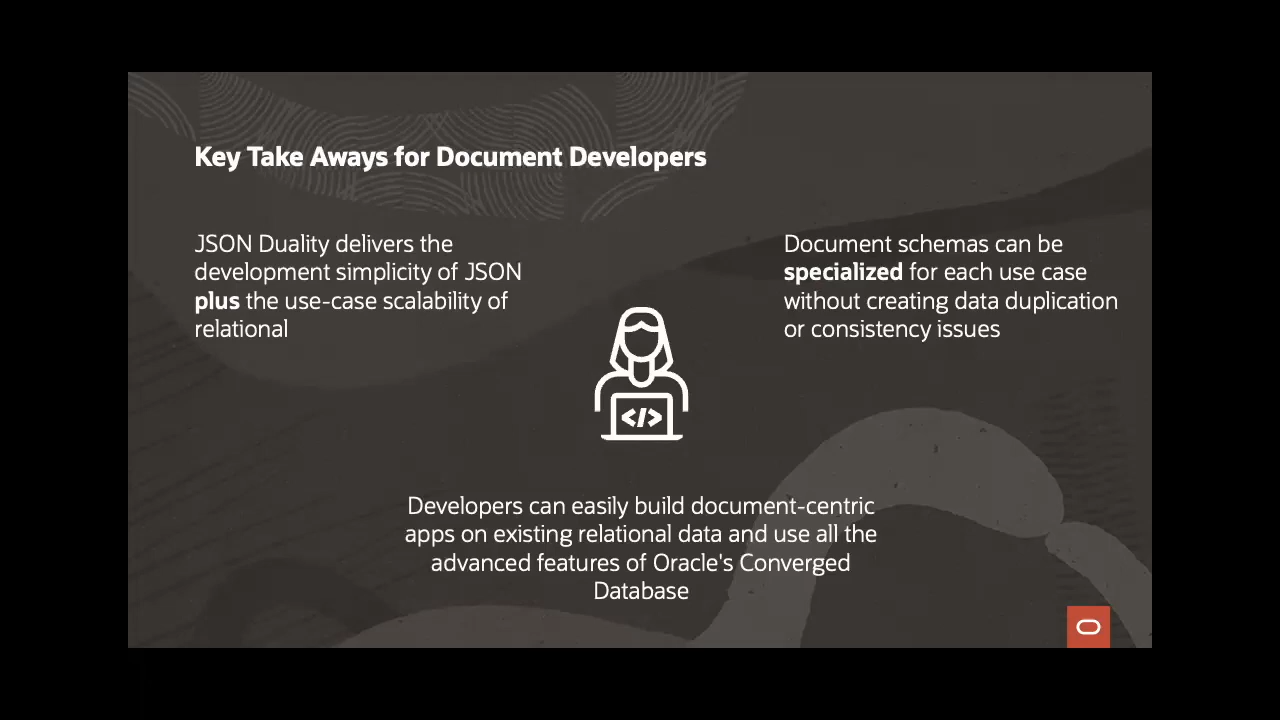 Key Take Aways for Document Developers
JSON Duality delivers the
development simplicity of JSON
plus the use-case scalability of
relational
Document schemas can be
specialized for each use case
without creating data duplication
or consistency issues
</>
Developers can easily build document-centric
apps on existing relational data and use all the
advanced features of Oracle's Converged
Database